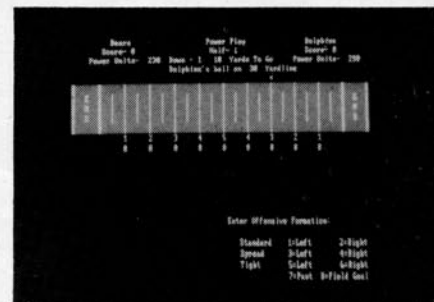 Bears Power Play Dolphins
Score- 0 Half- 1 Score- 0
Power Units- 230 Down - 1 10 Yards To Go Power Units- 290
Dolphins's ball on 30 Yardline
1 2 3 4 5 4 3 2 1
0 0 0 0 0 0 0 0 0
Enter Offensive Formation:
Standard 1=Left 2=Right
Spread 3=Left 4=Right
Tight 5=Left 6=Right
7=Punt 8=Field Goal